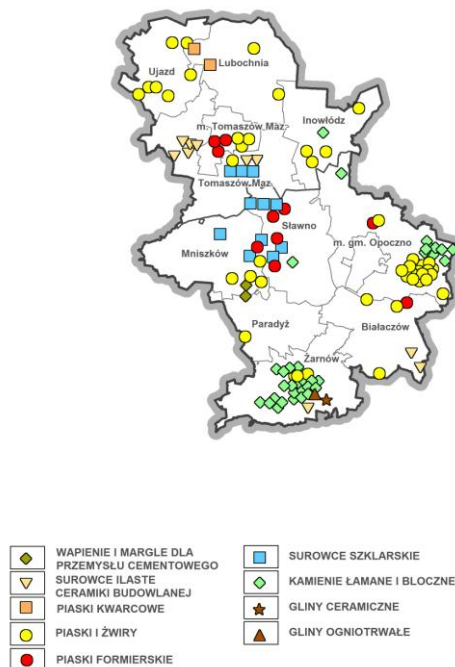 Lubochnia
Ujazd
Inowłódz
m. Tomaszów Maz.
Tomaszów Maz.
Sławno
Mniszków
m. gm. Opoczno
Paradyż
Białaczów
Żarnów
WAPIENIE I MARGLE DLA
PRZEMYSŁU CEMENTOWEGO
SUROWCE ILASTE
CERAMIKI BUDOWLANEJ
PIASKI KWARCOWE
PIASKI I ŻWIRY
PIASKI FORMIERSKIE
SUROWCE SZKLARSKIE
KAMIENIE ŁAMANE I BLOCZNE
GLINY CERAMICZNE
GLINY OGNIOTRWAŁE